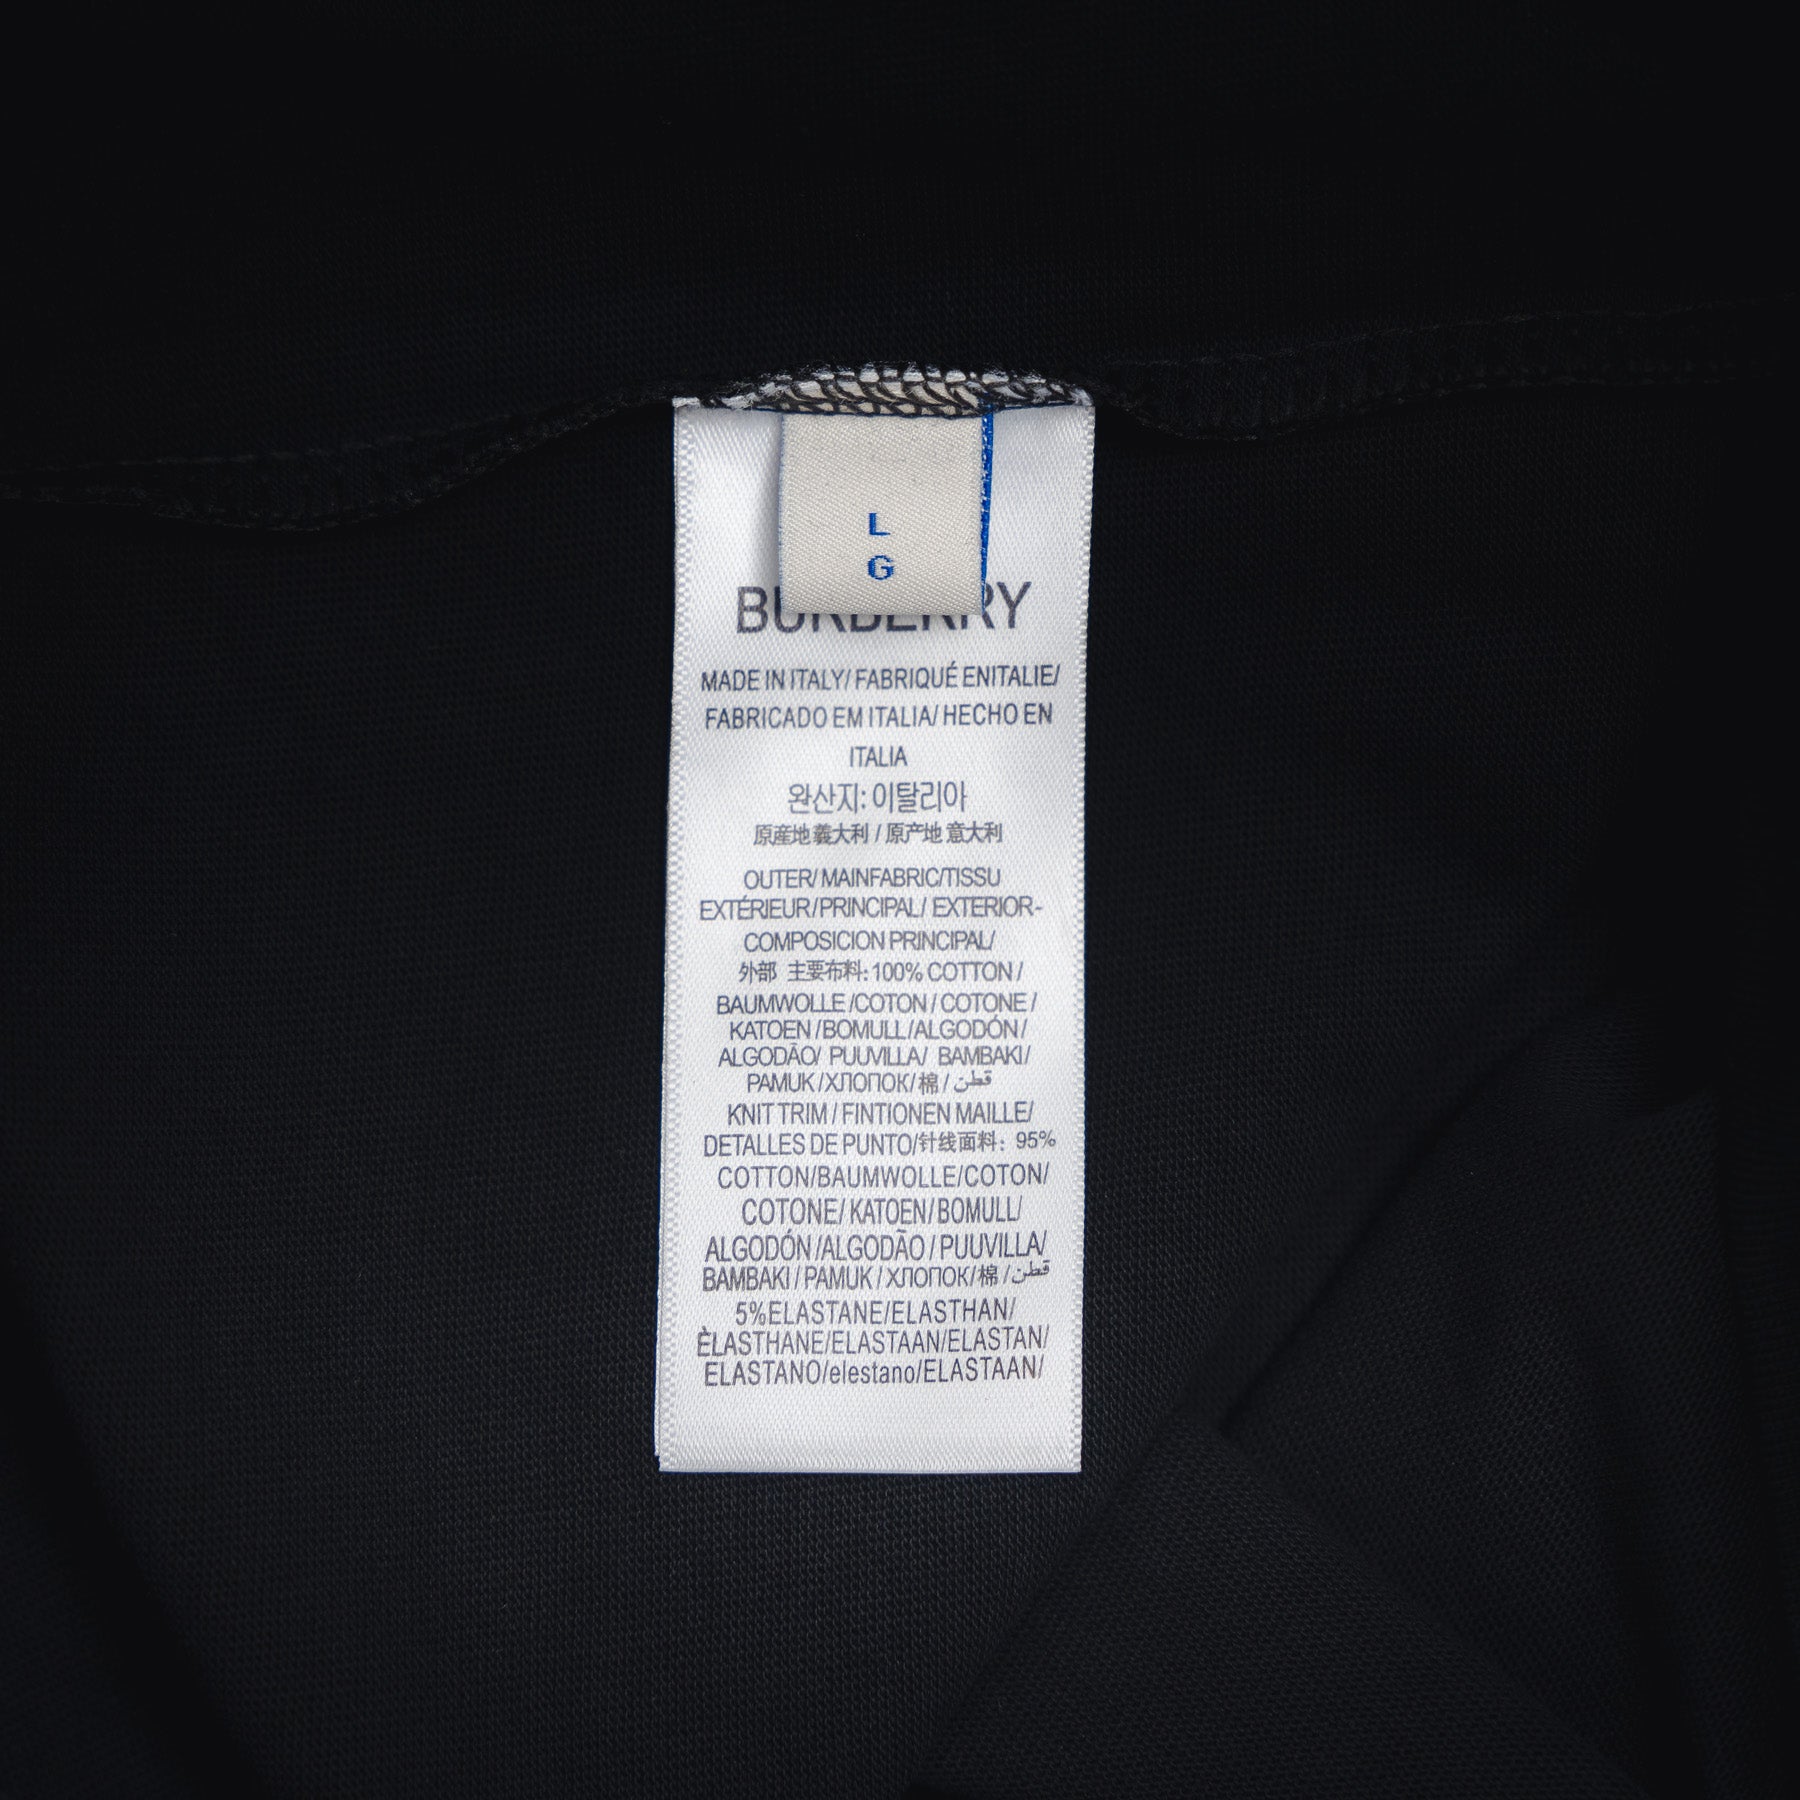 L
G
BURBERRY
MADE IN ITALY/ FABRIQUÉ ENITALIE/
FABRICADO EM ITALIA/ HECHO EN
ITALIA
완산지: 이탈리아
原産地 義大利 / 原产地 意大利
OUTER/ MAINFABRIC/TISSU
EXTÉRIEUR/PRINCIPAL/ EXTERIOR-
COMPOSICION PRINCIPAL/
外部 主要布料: 100% COTTON /
BAUMWOLLE /COTON / COTONE /
KATOEN /BOMULL/ALGODÓN/
ALGODÃO/ PUUVILLA/ BAMBAKI/
PAMUK /ХЛОПОК/ 棉 / قطن
KNIT TRIM / FINTIONEN MAILLE/
DETALLES DE PUNTO/针线面料: 95%
COTTON/BAUMWOLLE/COTON/
COTONE/ KATOEN/ BOMULL/
ALGODÓN /ALGODÃO / PUUVILLA/
BAMBAKI / PAMUK / ХЛОПОК/ 棉 / قطن
5%ELASTANE/ELASTHAN/
ÈLASTHANE/ELASTAAN/ELASTAN/
ELASTANO/elestano/ELASTAAN/